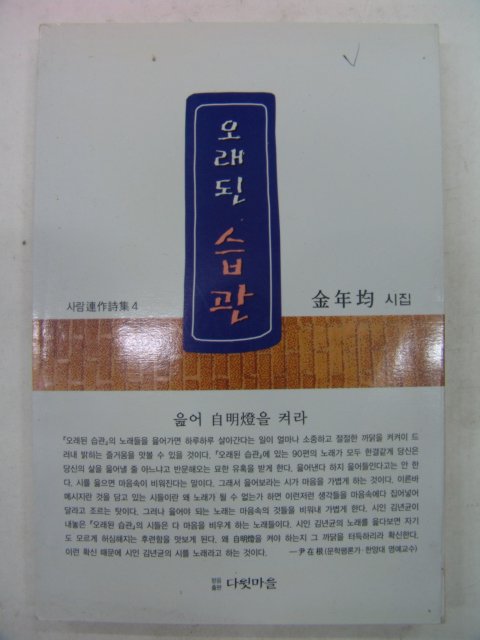 오래된 습관
사람連作詩集 4
金年均 시집
읊어 自明燈을 켜라
『오래된 습관』의 노래들을 읊어가면 하루하루 살아간다는 일이 얼마나 소중하고 절절한 까닭을 켜켜이 드
러내 밝히는 즐거움을 맛볼 수 있을 것이다. 『오래된 습관』에 있는 90편의 노래가 모두 한결같게 당신은
당신의 삶을 읊어낼 줄 아느냐고 반문해오는 묘한 유혹을 받게 한다. 읊어낸다 하지 읊어들인다고는 안 한
다. 시를 읊으면 마음속이 비워진다는 말이다. 그래서 읊어보라는 시가 마음을 가볍게 하는 것이다. 이른바
메시지란 것을 담고 있는 시들이란 왜 노래가 될 수 없는가 하면 이런저런 생각들을 마음속에다 집어넣어
달라고 조르는 탓이다. 그러나 읊어야 되는 노래는 마음속의 것들을 비워내 가볍게 한다. 시인 김년균이
내놓은 『오래된 습관』의 시들은 다 마음을 비우게 하는 노래들이다. 시인 김년균의 노래를 읊다보면 자기
도 모르게 허심해지는 후련함을 맛보게 된다. 왜 自明燈을 켜야 하는지 그 까닭을 터득하리라 확신한다.
이런 확신 때문에 시인 김년균의 시를 노래라고 하는 것이다. ─尹在根(문학평론가·한양대 명예교수)
믿음
출판 다윗마을